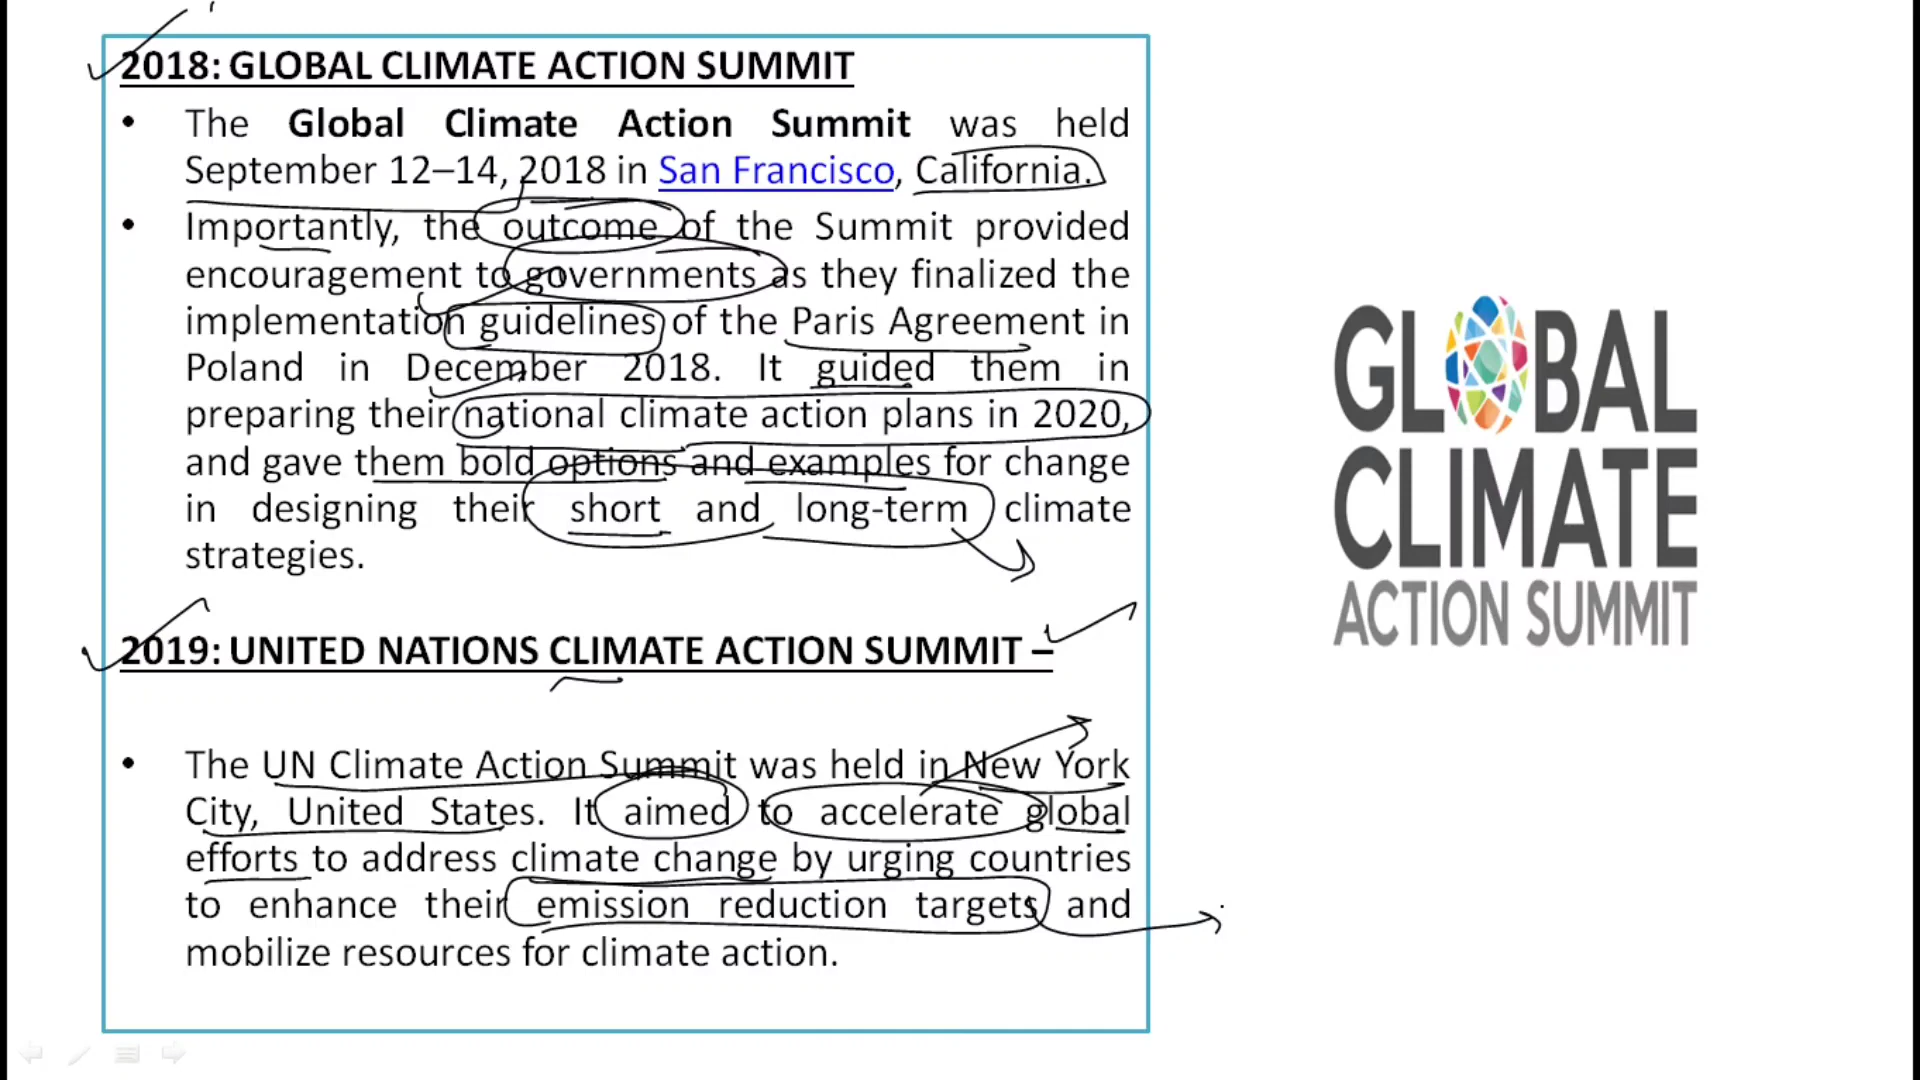 2018: GLOBAL CLIMATE ACTION SUMMIT
• The Global Climate Action Summit was held
September 12–14, 2018 in San Francisco, California.
• Importantly, the outcome of the Summit provided
encouragement to governments as they finalized the
implementation guidelines of the Paris Agreement in
Poland in December 2018. It guided them in
preparing their national climate action plans in 2020,
and gave them bold options and examples for change
in designing their short and long-term climate
strategies.
2019: UNITED NATIONS CLIMATE ACTION SUMMIT –
• The UN Climate Action Summit was held in New York
City, United States. It aimed to accelerate global
efforts to address climate change by urging countries
to enhance their emission reduction targets and
mobilize resources for climate action.
GLOBAL
CLIMATE
ACTION SUMMIT